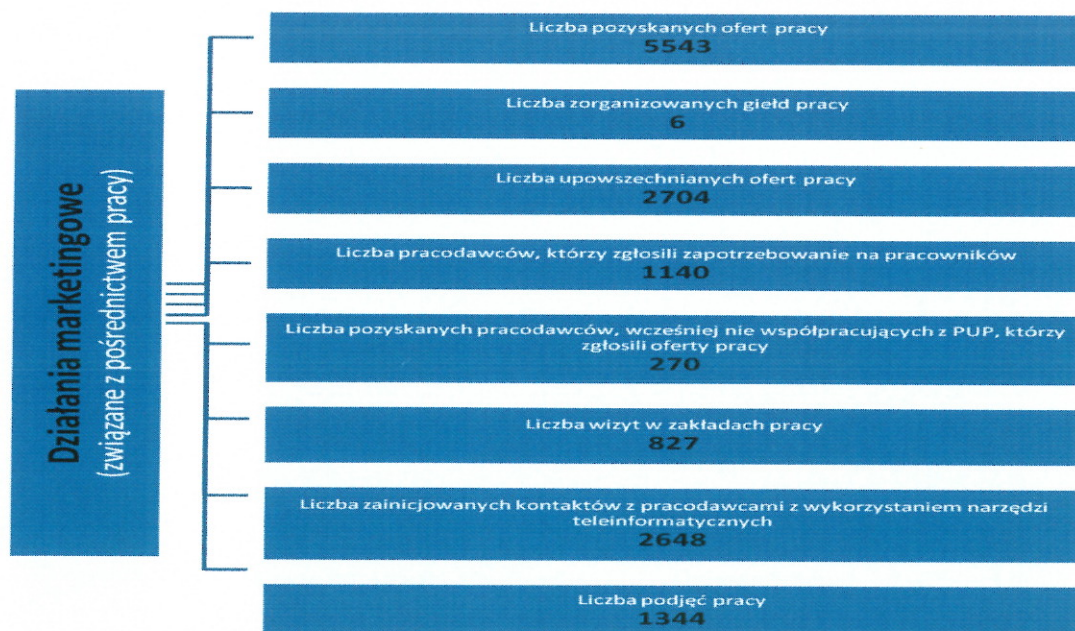 Działania marketingowe
(związane z pośrednictwem pracy)
Liczba pozyskanych ofert pracy
5543
Liczba zorganizowanych giełd pracy
6
Liczba upowszechnianych ofert pracy
2704
Liczba pracodawców, którzy zgłosili zapotrzebowanie na pracowników
1140
Liczba pozyskanych pracodawców, wcześniej nie współpracujących z PUP, którzy
zgłosili oferty pracy
270
Liczba wizyt w zakładach pracy
827
Liczba zainicjowanych kontaktów z pracodawcami z wykorzystaniem narzędzi
teleinformatycznych
2648
Liczba podjęć pracy
1344